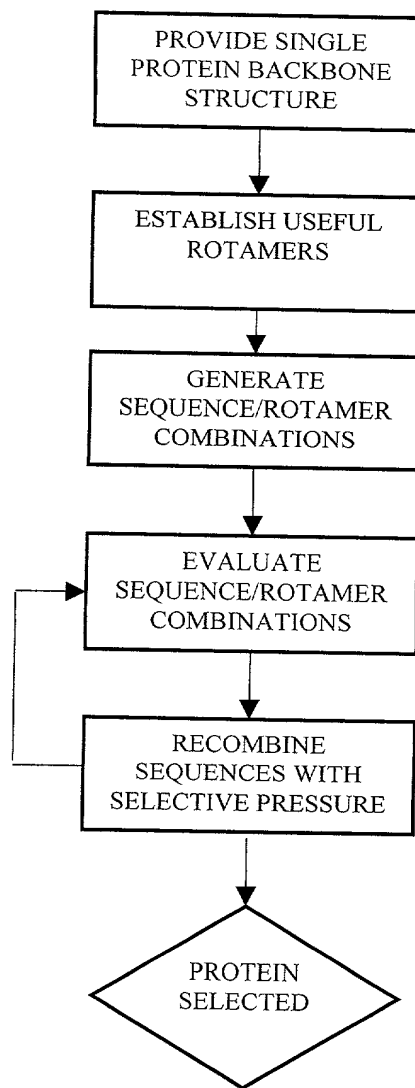 PROVIDE SINGLE
PROTEIN BACKBONE
STRUCTURE
ESTABLISH USEFUL
ROTAMERS
GENERATE
SEQUENCE/ROTAMER
COMBINATIONS
EVALUATE
SEQUENCE/ROTAMER
COMBINATIONS
RECOMBINE
SEQUENCES WITH
SELECTIVE PRESSURE
PROTEIN
SELECTED